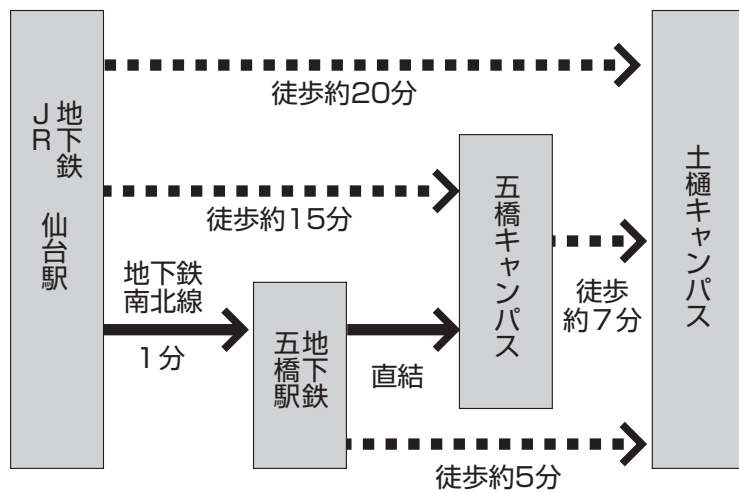 地下鉄
JR
仙台駅
徒歩約20分
徒歩約15分
地下鉄
南北線
1分
地下鉄
五橋駅
直結
五橋キャンパス
徒歩
約7分
徒歩約5分
土樋キャンパス